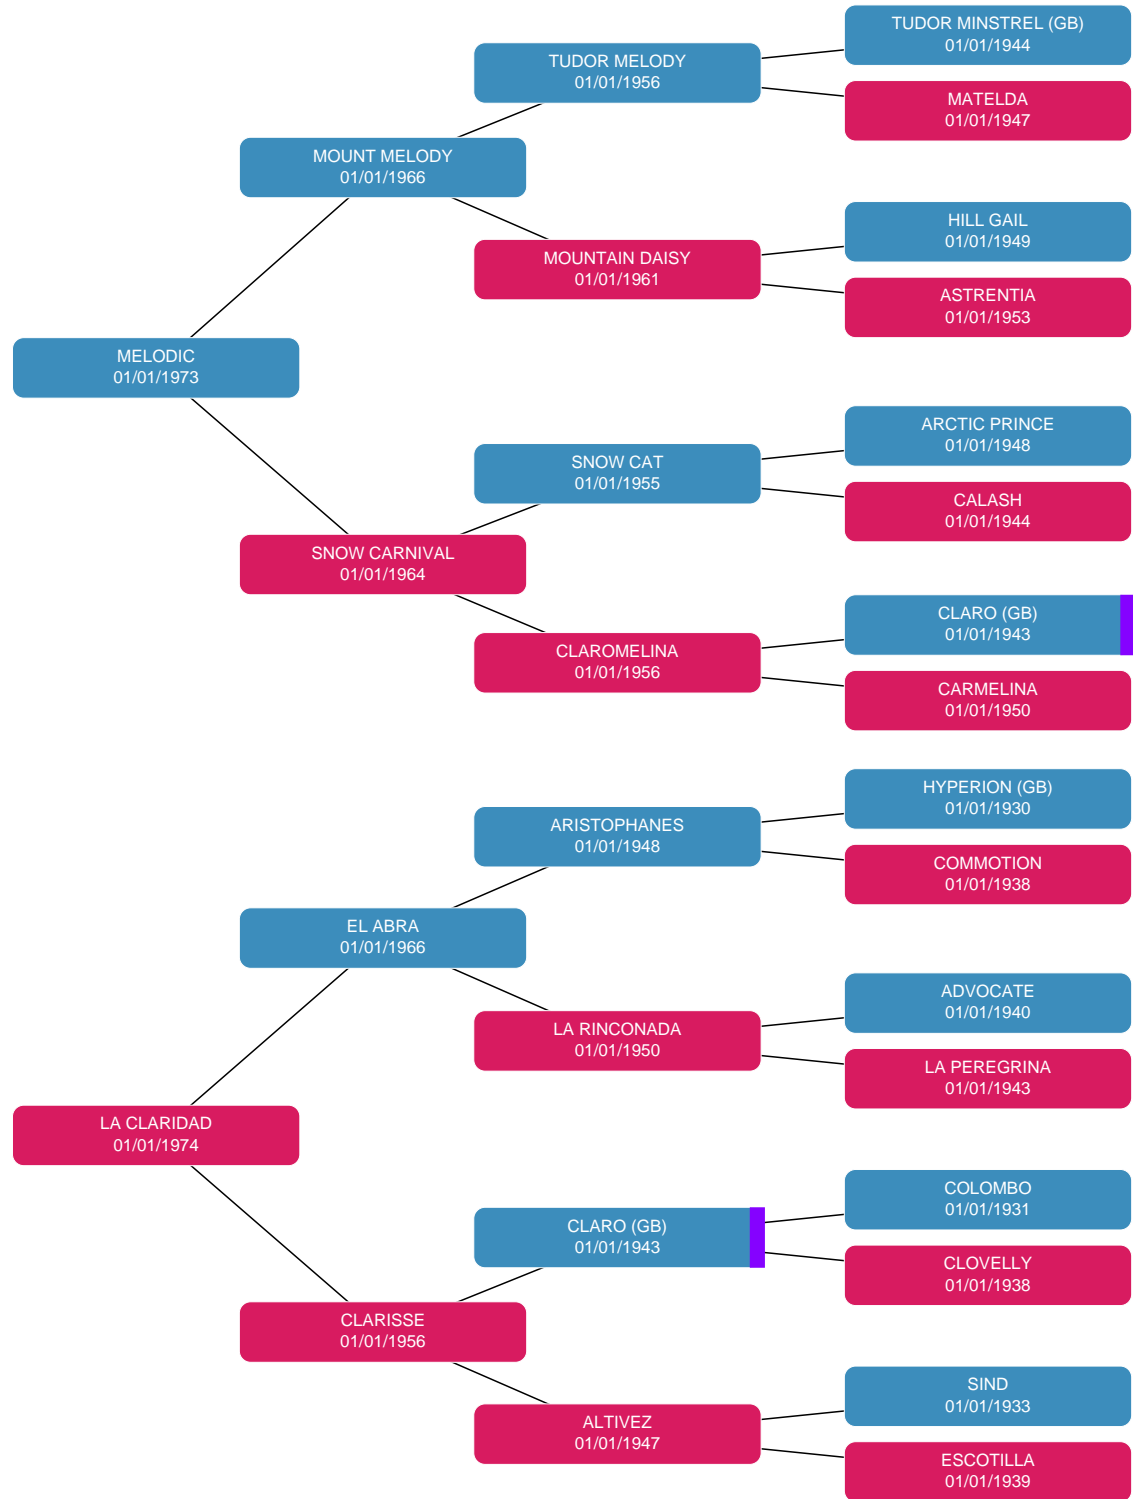 TUDOR MINSTREL (GB)
01/01/1944
TUDOR MELODY
01/01/1956
MATELDA
01/01/1947
MOUNT MELODY
01/01/1966
HILL GAIL
01/01/1949
MOUNTAIN DAISY
01/01/1961
ASTRENTIA
01/01/1953
MELODIC
01/01/1973
ARCTIC PRINCE
01/01/1948
SNOW CAT
01/01/1955
CALASH
01/01/1944
SNOW CARNIVAL
01/01/1964
CLARO (GB)
01/01/1943
CLAROMELINA
01/01/1956
CARMELINA
01/01/1950
HYPERION (GB)
01/01/1930
ARISTOPHANES
01/01/1948
COMMOTION
01/01/1938
EL ABRA
01/01/1966
ADVOCATE
01/01/1940
LA RINCONADA
01/01/1950
LA PEREGRINA
01/01/1943
LA CLARIDAD
01/01/1974
COLOMBO
01/01/1931
CLARO (GB)
01/01/1943
CLOVELLY
01/01/1938
CLARISSE
01/01/1956
SIND
01/01/1933
ALTIVEZ
01/01/1947
ESCOTILLA
01/01/1939